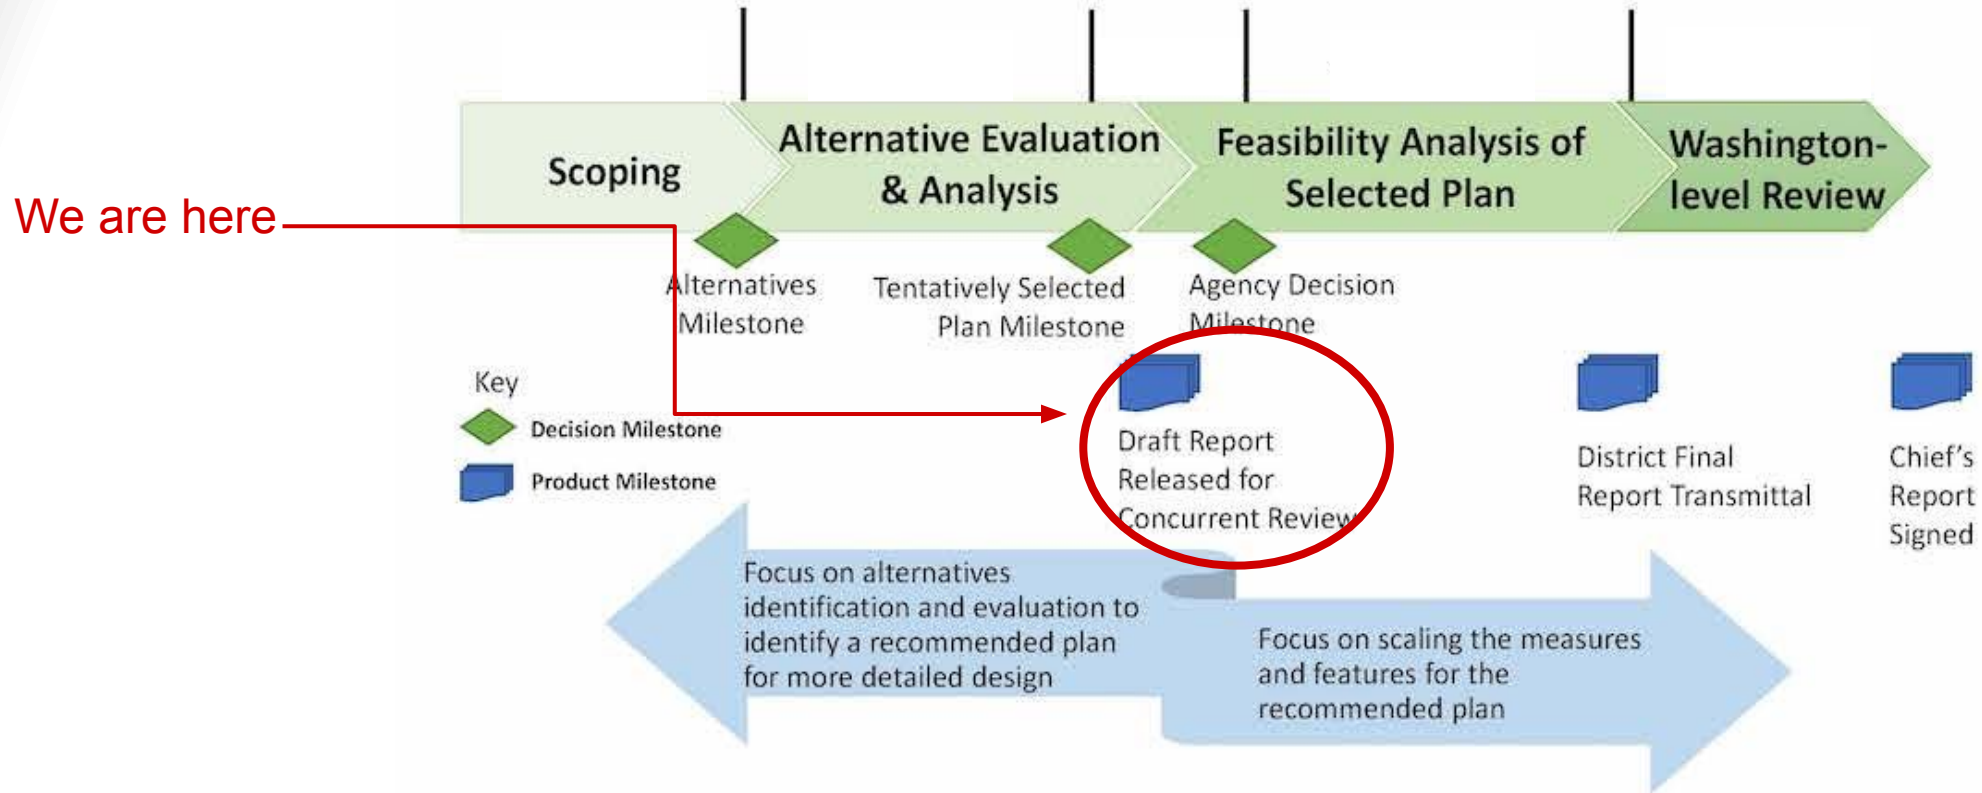 Scoping
Alternative Evaluation
& Analysis
Feasibility Analysis of
Selected Plan
Washington-
level Review
We are here
Alternatives
Milestone
Tentatively Selected
Plan Milestone
Agency Decision
Milestone
Key
Decision Milestone
Product Milestone
Draft Report
Released for
Concurrent Review
District Final
Report Transmittal
Chief's
Report
Signed
Focus on alternatives
identification and evaluation to
identify a recommended plan
for more detailed design
Focus on scaling the measures
and features for the
recommended plan